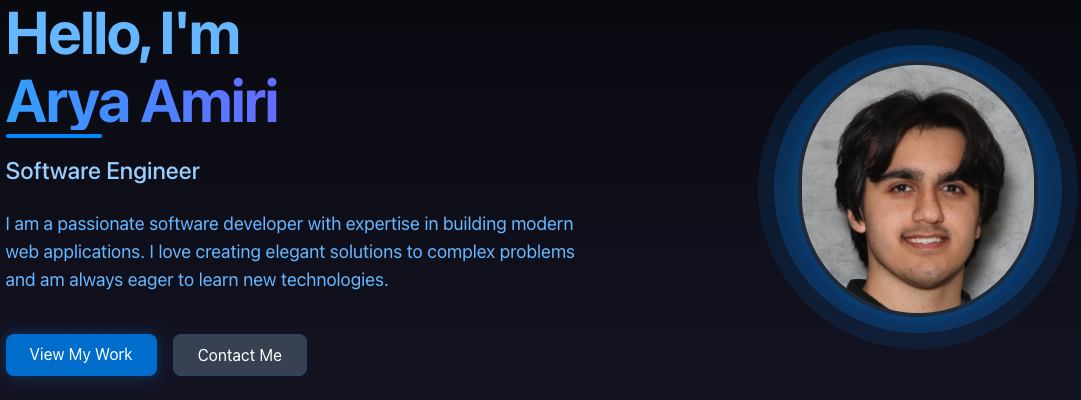 Hello, I'm
Arya Amiri
Software Engineer
I am a passionate software developer with expertise in building modern
web applications. I love creating elegant solutions to complex problems
and am always eager to learn new technologies.
View My Work
Contact Me